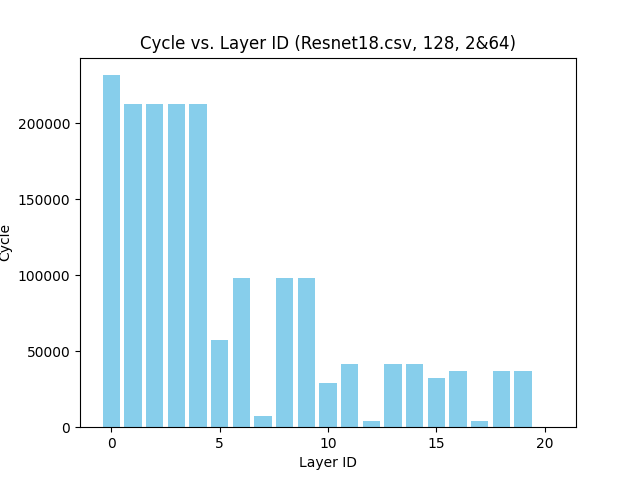 Cycle vs. Layer ID (Resnet18.csv, 128, 2&64)
200000
150000
100000
50000
0
Cycle
0 5 10 15 20
Layer ID